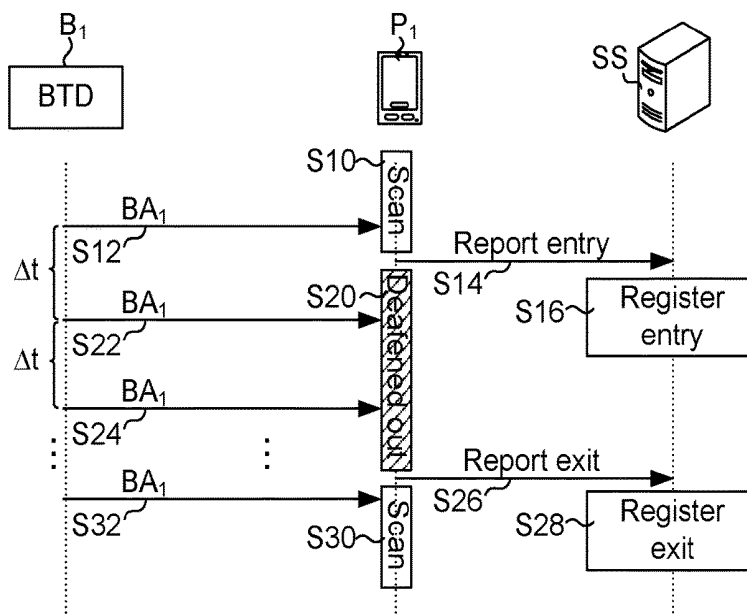 B₁
P₁
SS
BTD
S10
Scan
BA₁
S12
Report entry
S14
Δt
S20
Deafened out
S16
Register
entry
BA₁
S22
Δt
BA₁
S24
Report exit
S26
BA₁
S32
S30
Scan
S28
Register
exit